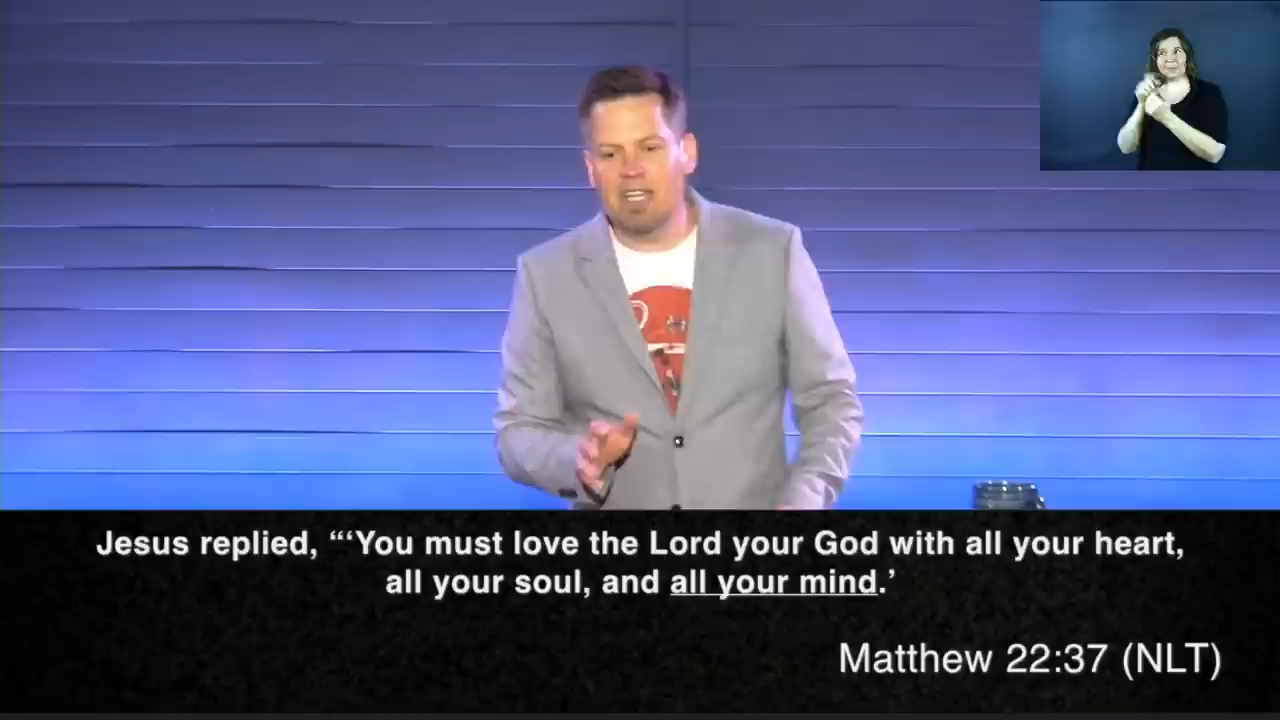 Jesus replied, “‘You must love the Lord your God with all your heart,
all your soul, and all your mind.’
Matthew 22:37 (NLT)